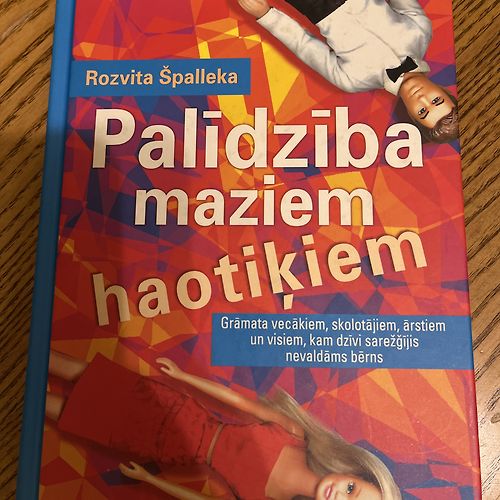 Rozvita Špalleka
Palīdzība
maziem
haotiķiem
Grāmata vecākiem, skolotājiem, ārstiem
un visiem, kam dzīvi sarežģījis
nevaldāms bērns